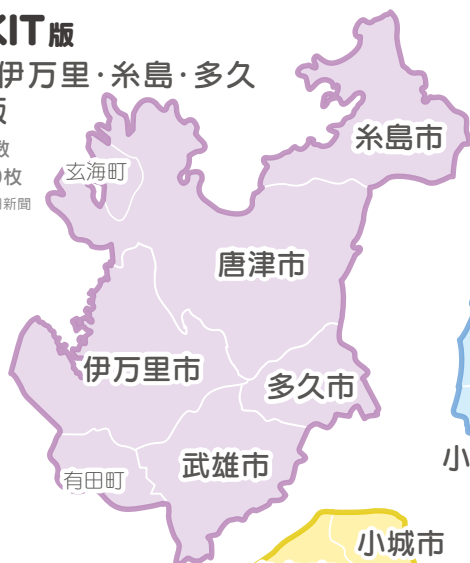 KIT版
伊万里・糸島・多久
版
数
枚
新聞
糸島市
玄海町
唐津市
伊万里市
多久市
武雄市
有田町
小
小城市